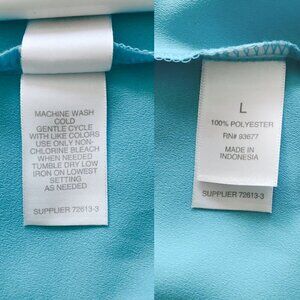 MACHINE WASH
COLD
GENTLE CYCLE
WITH LIKE COLORS
USE ONLY NON-
CHLORINE BLEACH
WHEN NEEDED
TUMBLE DRY LOW
IRON ON LOWEST
SETTING
AS NEEDED
SUPPLIER 72613-3
L
100% POLYESTER
RN# 93677
MADE IN
INDONESIA
SUPPLIER 72613-3